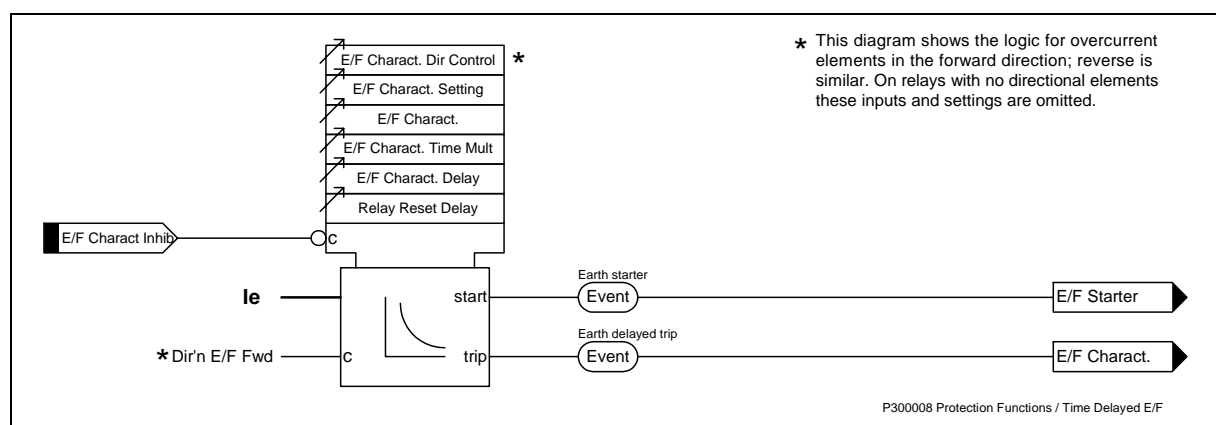 E/F Charact. Dir Control *
E/F Charact. Setting
E/F Charact.
E/F Charact. Time Mult
E/F Charact. Delay
Relay Reset Delay
* This diagram shows the logic for overcurrent
elements in the forward direction; reverse is
similar. On relays with no directional elements
these inputs and settings are omitted.
E/F Charact Inhib
c
Ie
start
Earth starter
Event
E/F Starter
* Dir'n E/F Fwd
c
trip
Earth delayed trip
Event
E/F Charact.
P300008 Protection Functions / Time Delayed E/F